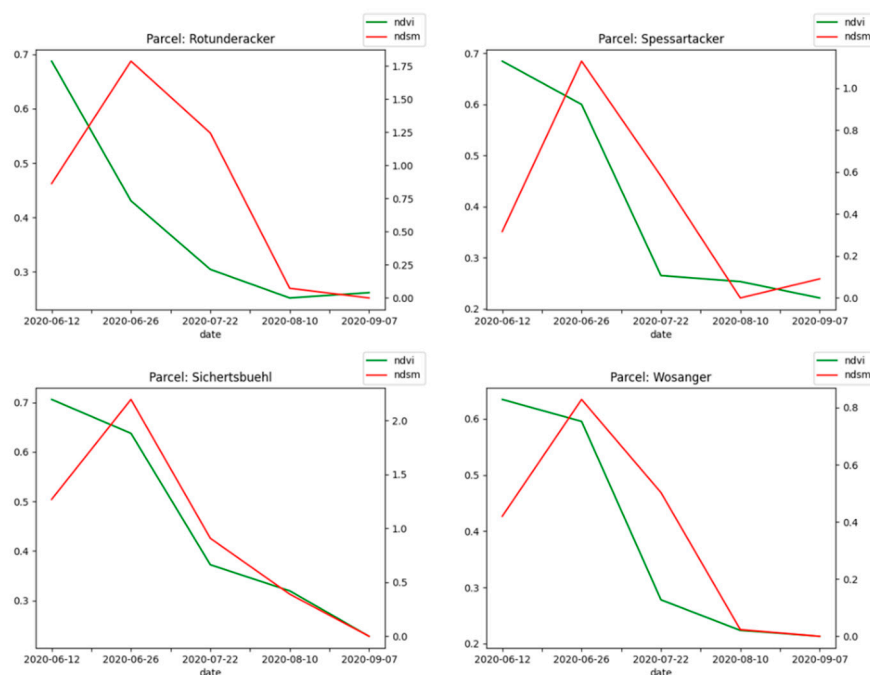 ndvi
ndsm
Parcel: Rotunderacker
0.7
0.6
0.5
0.4
0.3
1.75
1.50
1.25
1.00
0.75
0.50
0.25
0.00
2020-06-12 2020-06-26 2020-07-22 2020-08-10 2020-09-07
date
ndvi
ndsm
Parcel: Spessartacker
0.7
0.6
0.5
0.4
0.3
0.2
1.0
0.8
0.6
0.4
0.2
0.0
2020-06-12 2020-06-26 2020-07-22 2020-08-10 2020-09-07
date
ndvi
ndsm
Parcel: Sichertsbuehl
0.7
0.6
0.5
0.4
0.3
2.0
1.5
1.0
0.5
0.0
2020-06-12 2020-06-26 2020-07-22 2020-08-10 2020-09-07
date
ndvi
ndsm
Parcel: Wosanger
0.6
0.5
0.4
0.3
0.2
0.8
0.6
0.4
0.2
0.0
2020-06-12 2020-06-26 2020-07-22 2020-08-10 2020-09-07
date